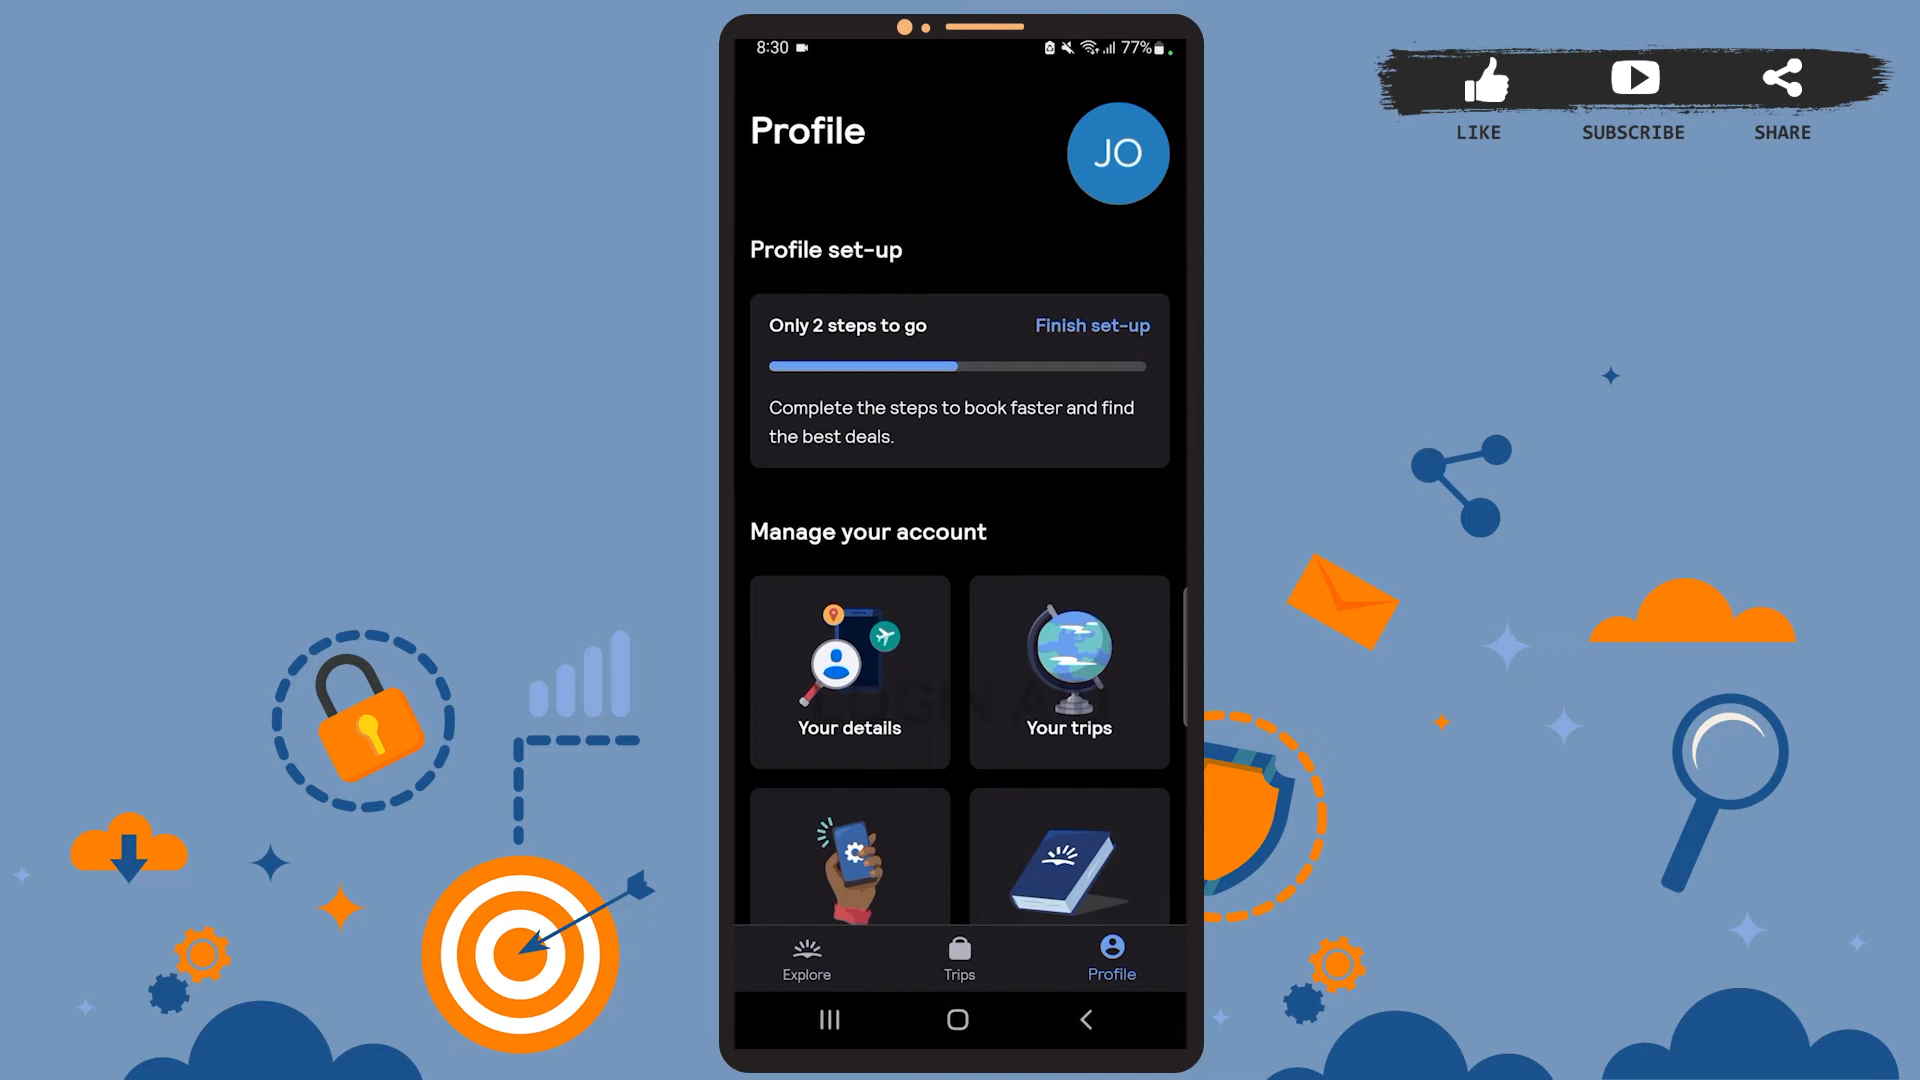 8:30
77%
LIKE
SUBSCRIBE
SHARE
Profile
JO
Profile set-up
Only 2 steps to go
Finish set-up
Complete the steps to book faster and find
the best deals.
Manage your account
Your details
Your trips
Explore
Trips
Profile